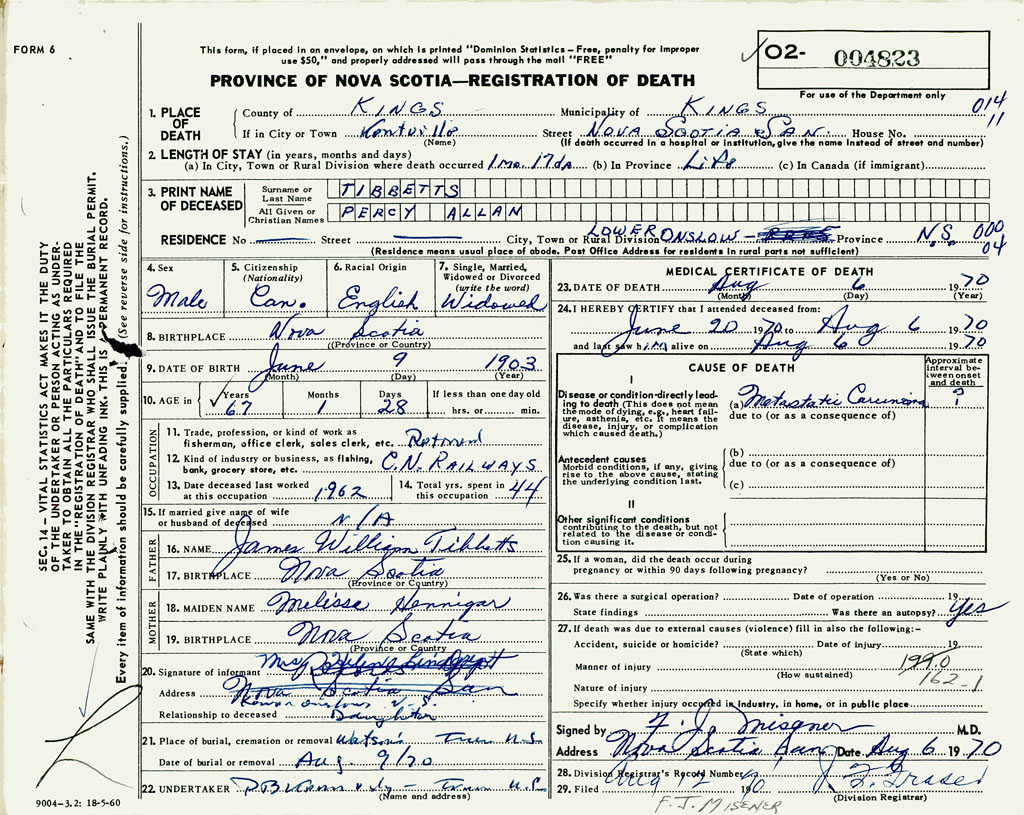 FORM 6
This form, if placed in an envelope, on which is printed "Dominion Statistics – Free, penalty for improper
use $50," and properly addressed will pass through the mail "FREE"
PROVINCE OF NOVA SCOTIA—REGISTRATION OF DEATH
02- 004823
For use of the Department only
014
11
1. PLACE OF DEATH
County of KINGS Municipality of KINGS
If in City or Town Kentville Street NOVA SCOTIA SAN. House No.
(Name) (If death occurred in a hospital or institution, give the name instead of street and number)
2. LENGTH OF STAY (in years, months and days)
(a) In City, Town or Rural Division where death occurred 1 mo. 17 da (b) In Province Life (c) In Canada (if immigrant)
3. PRINT NAME OF DECEASED
Surname or Last Name TIBBETTS
All Given or Christian Names PERCY ALLAN
RESIDENCE No Street City, Town or Rural Division LOWER ONSLOW Province N.S. 000
04
(Residence means usual place of abode. Post Office Address for residents in rural parts not sufficient)
4. Sex
Male
5. Citizenship (Nationality)
Can.
6. Racial Origin
English
7. Single, Married, Widowed or Divorced (write the word)
Widowed
8. BIRTHPLACE Nova Scotia
(Province or Country)
9. DATE OF BIRTH June 9 1903
(Month) (Day) (Year)
10. AGE in Years Months Days If less than one day old
67 1 28 hrs. or min.
OCCUPATION
11. Trade, profession, or kind of work as
fisherman, office clerk, sales clerk, etc. Retired
12. Kind of industry or business, as fishing,
bank, grocery store, etc. C.N. RAILWAYS
13. Date deceased last worked
at this occupation 1962
14. Total yrs. spent in
this occupation 44
15. If married give name of wife
or husband of deceased N/A
FATHER
16. NAME James William Tibbetts
17. BIRTHPLACE Nova Scotia
(Province or Country)
MOTHER
18. MAIDEN NAME Melissa Hennigar
19. BIRTHPLACE Nova Scotia
(Province or Country)
20. Signature of informant Mrs
Address Nova Scotia San
Lower Onslow N.S.
Relationship to deceased Daughter
21. Place of burial, cremation or removal Watson's Truro N.S.
Date of burial or removal Aug. 9/70
22. UNDERTAKER
(Name and address)
9004–3.2: 18-5-60
MEDICAL CERTIFICATE OF DEATH
23. DATE OF DEATH Aug 6 1970
(Month) (Day) (Year)
24. I HEREBY CERTIFY that I attended deceased from:
June 20 1970 to Aug 6 1970
and last saw him alive on Aug 6 1970
CAUSE OF DEATH
Approximate interval between onset and death
I
Disease or condition directly leading to death (This does not mean
the mode of dying, e.g., heart failure, asthenia, etc. It means the
disease, injury, or complication
which caused death.)
(a) Metastatic Carcinoma ?
due to (or as a consequence of)
Antecedent causes
Morbid conditions, if any, giving
rise to the above cause, stating
the underlying condition last.
(b)
due to (or as a consequence of)
(c)
II
Other significant conditions
contributing to the death, but not
related to the disease or condition causing it.
25. If a woman, did the death occur during
pregnancy or within 90 days following pregnancy?
(Yes or No)
26. Was there a surgical operation? Date of operation 19
State findings Was there an autopsy? Yes
27. If death was due to external causes (violence) fill in also the following:-
Accident, suicide or homicide? Date of injury 19
(State which)
Manner of injury 199.0
(How sustained)
162-1
Nature of injury
Specify whether injury occurred in industry, in home, or in public place
Signed by F. J. Misener M.D.
Address Nova Scotia San Date Aug 6 1970
28. Division Registrar's Record Number
29. Filed Aug 12 1970 J. F. Fraser
(Division Registrar)
F. J. MISENER
SEC. 14 – VITAL STATISTICS ACT MAKES IT THE DUTY
OF THE UNDERTAKER OR PERSON ACTING AS UNDERTAKER TO OBTAIN ALL THE PARTICULARS REQUIRED
IN THE "REGISTRATION OF DEATH" AND TO FILE THE
SAME WITH THE DIVISION REGISTRAR WHO SHALL ISSUE THE BURIAL PERMIT.
WRITE PLAINLY WITH UNFADING INK. THIS IS A PERMANENT RECORD.
Every item of information should be carefully supplied. (See reverse side for instructions.)